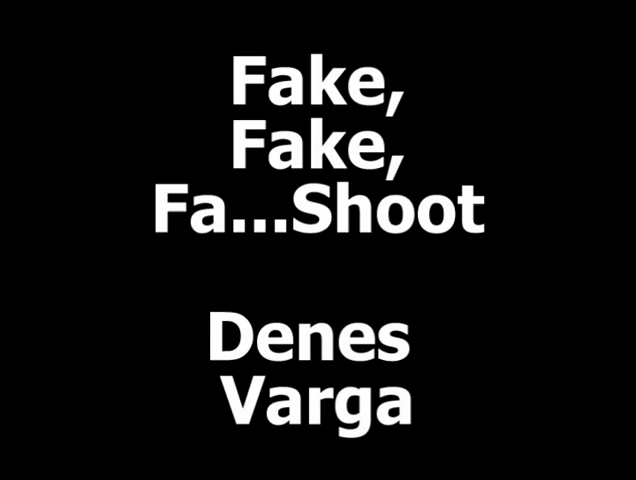 Fake,
Fake,
Fa...Shoot
Denes
Varga